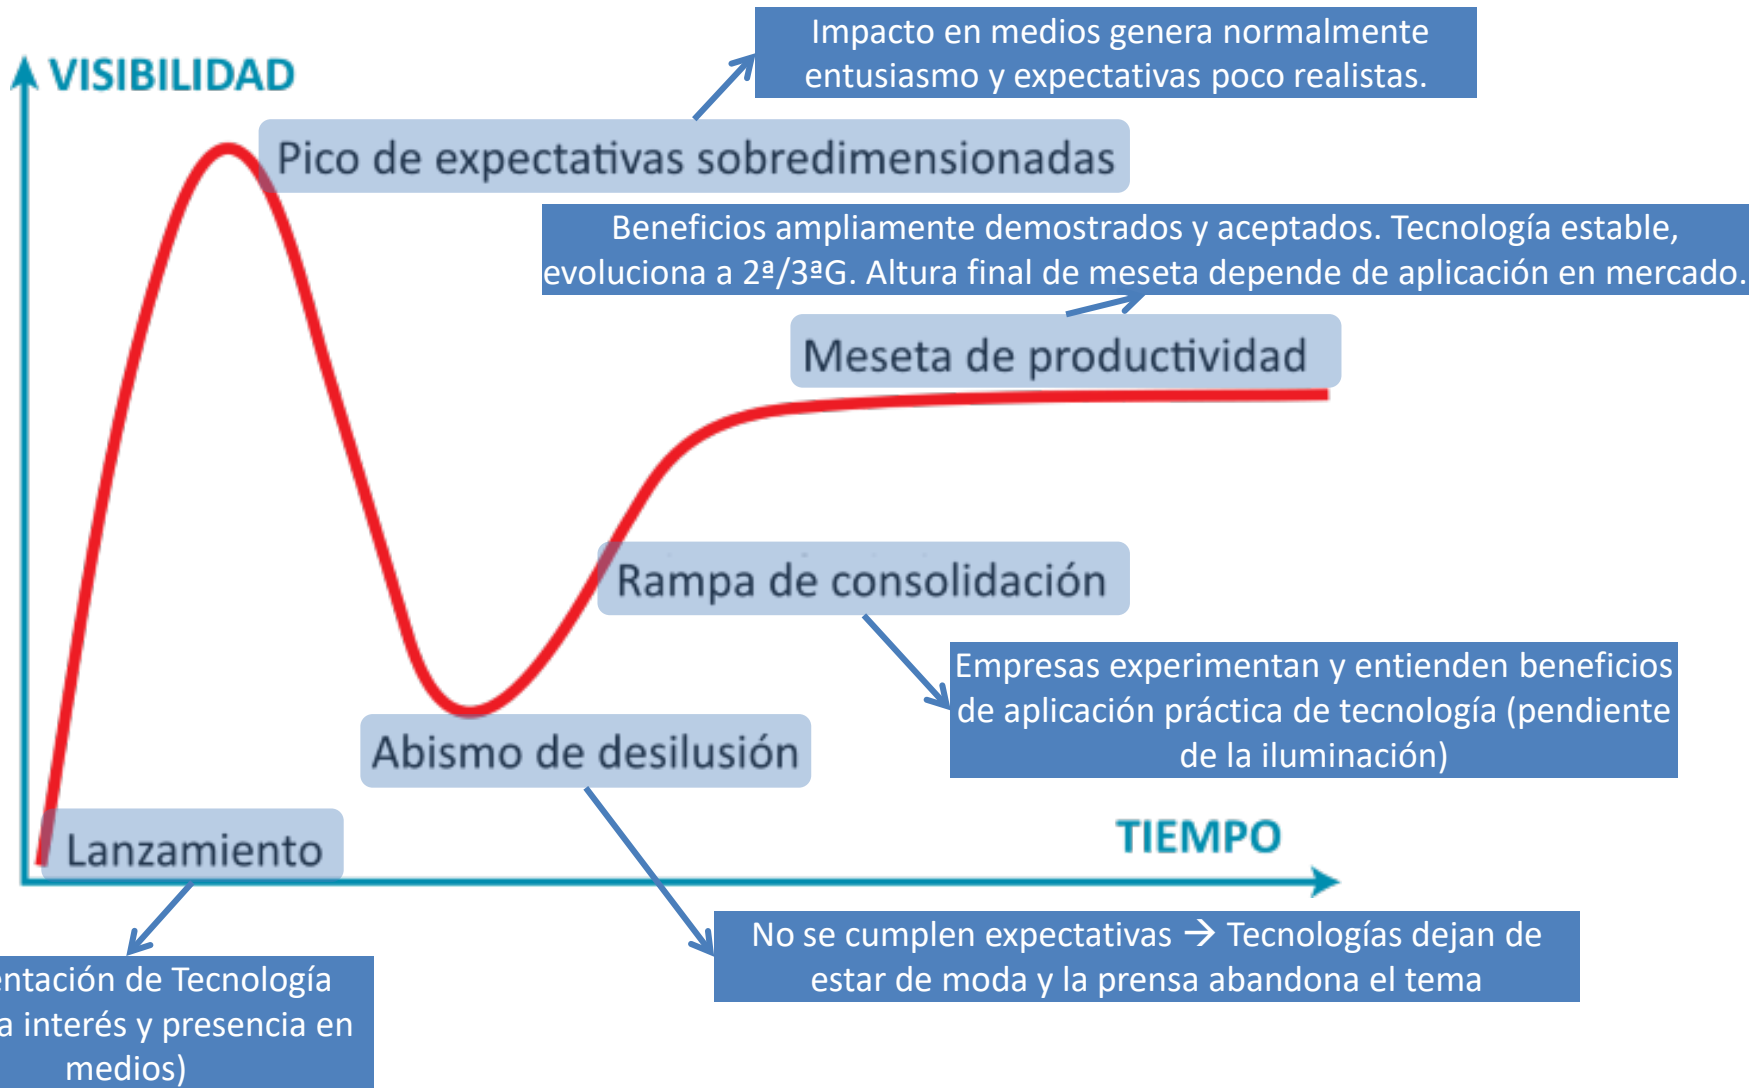 Impacto en medios genera normalmente
entusiasmo y expectativas poco realistas.
VISIBILIDAD
Pico de expectativas sobredimensionadas
Beneficios ampliamente demostrados y aceptados. Tecnología estable,
evoluciona a 2ª/3ªG. Altura final de meseta depende de aplicación en mercado.
Meseta de productividad
Rampa de consolidación
Empresas experimentan y entienden beneficios
de aplicación práctica de tecnología (pendiente
de la iluminación)
Abismo de desilusión
TIEMPO
Lanzamiento
No se cumplen expectativas → Tecnologías dejan de
estar de moda y la prensa abandona el tema
de Tecnología
interés y presencia en
medios)